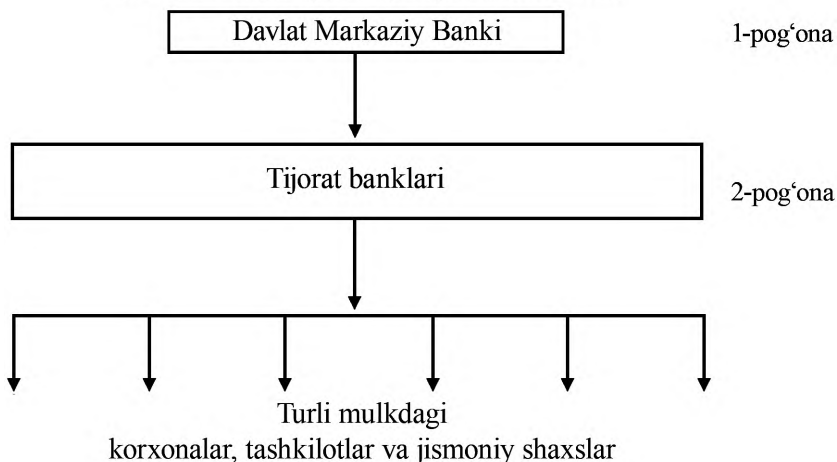 Davlat Markaziy Banki
1-pog‘ona
Tijorat banklari
2-pog‘ona
Turli mulkdagi
korxonalar, tashkilotlar va jismoniy shaxslar